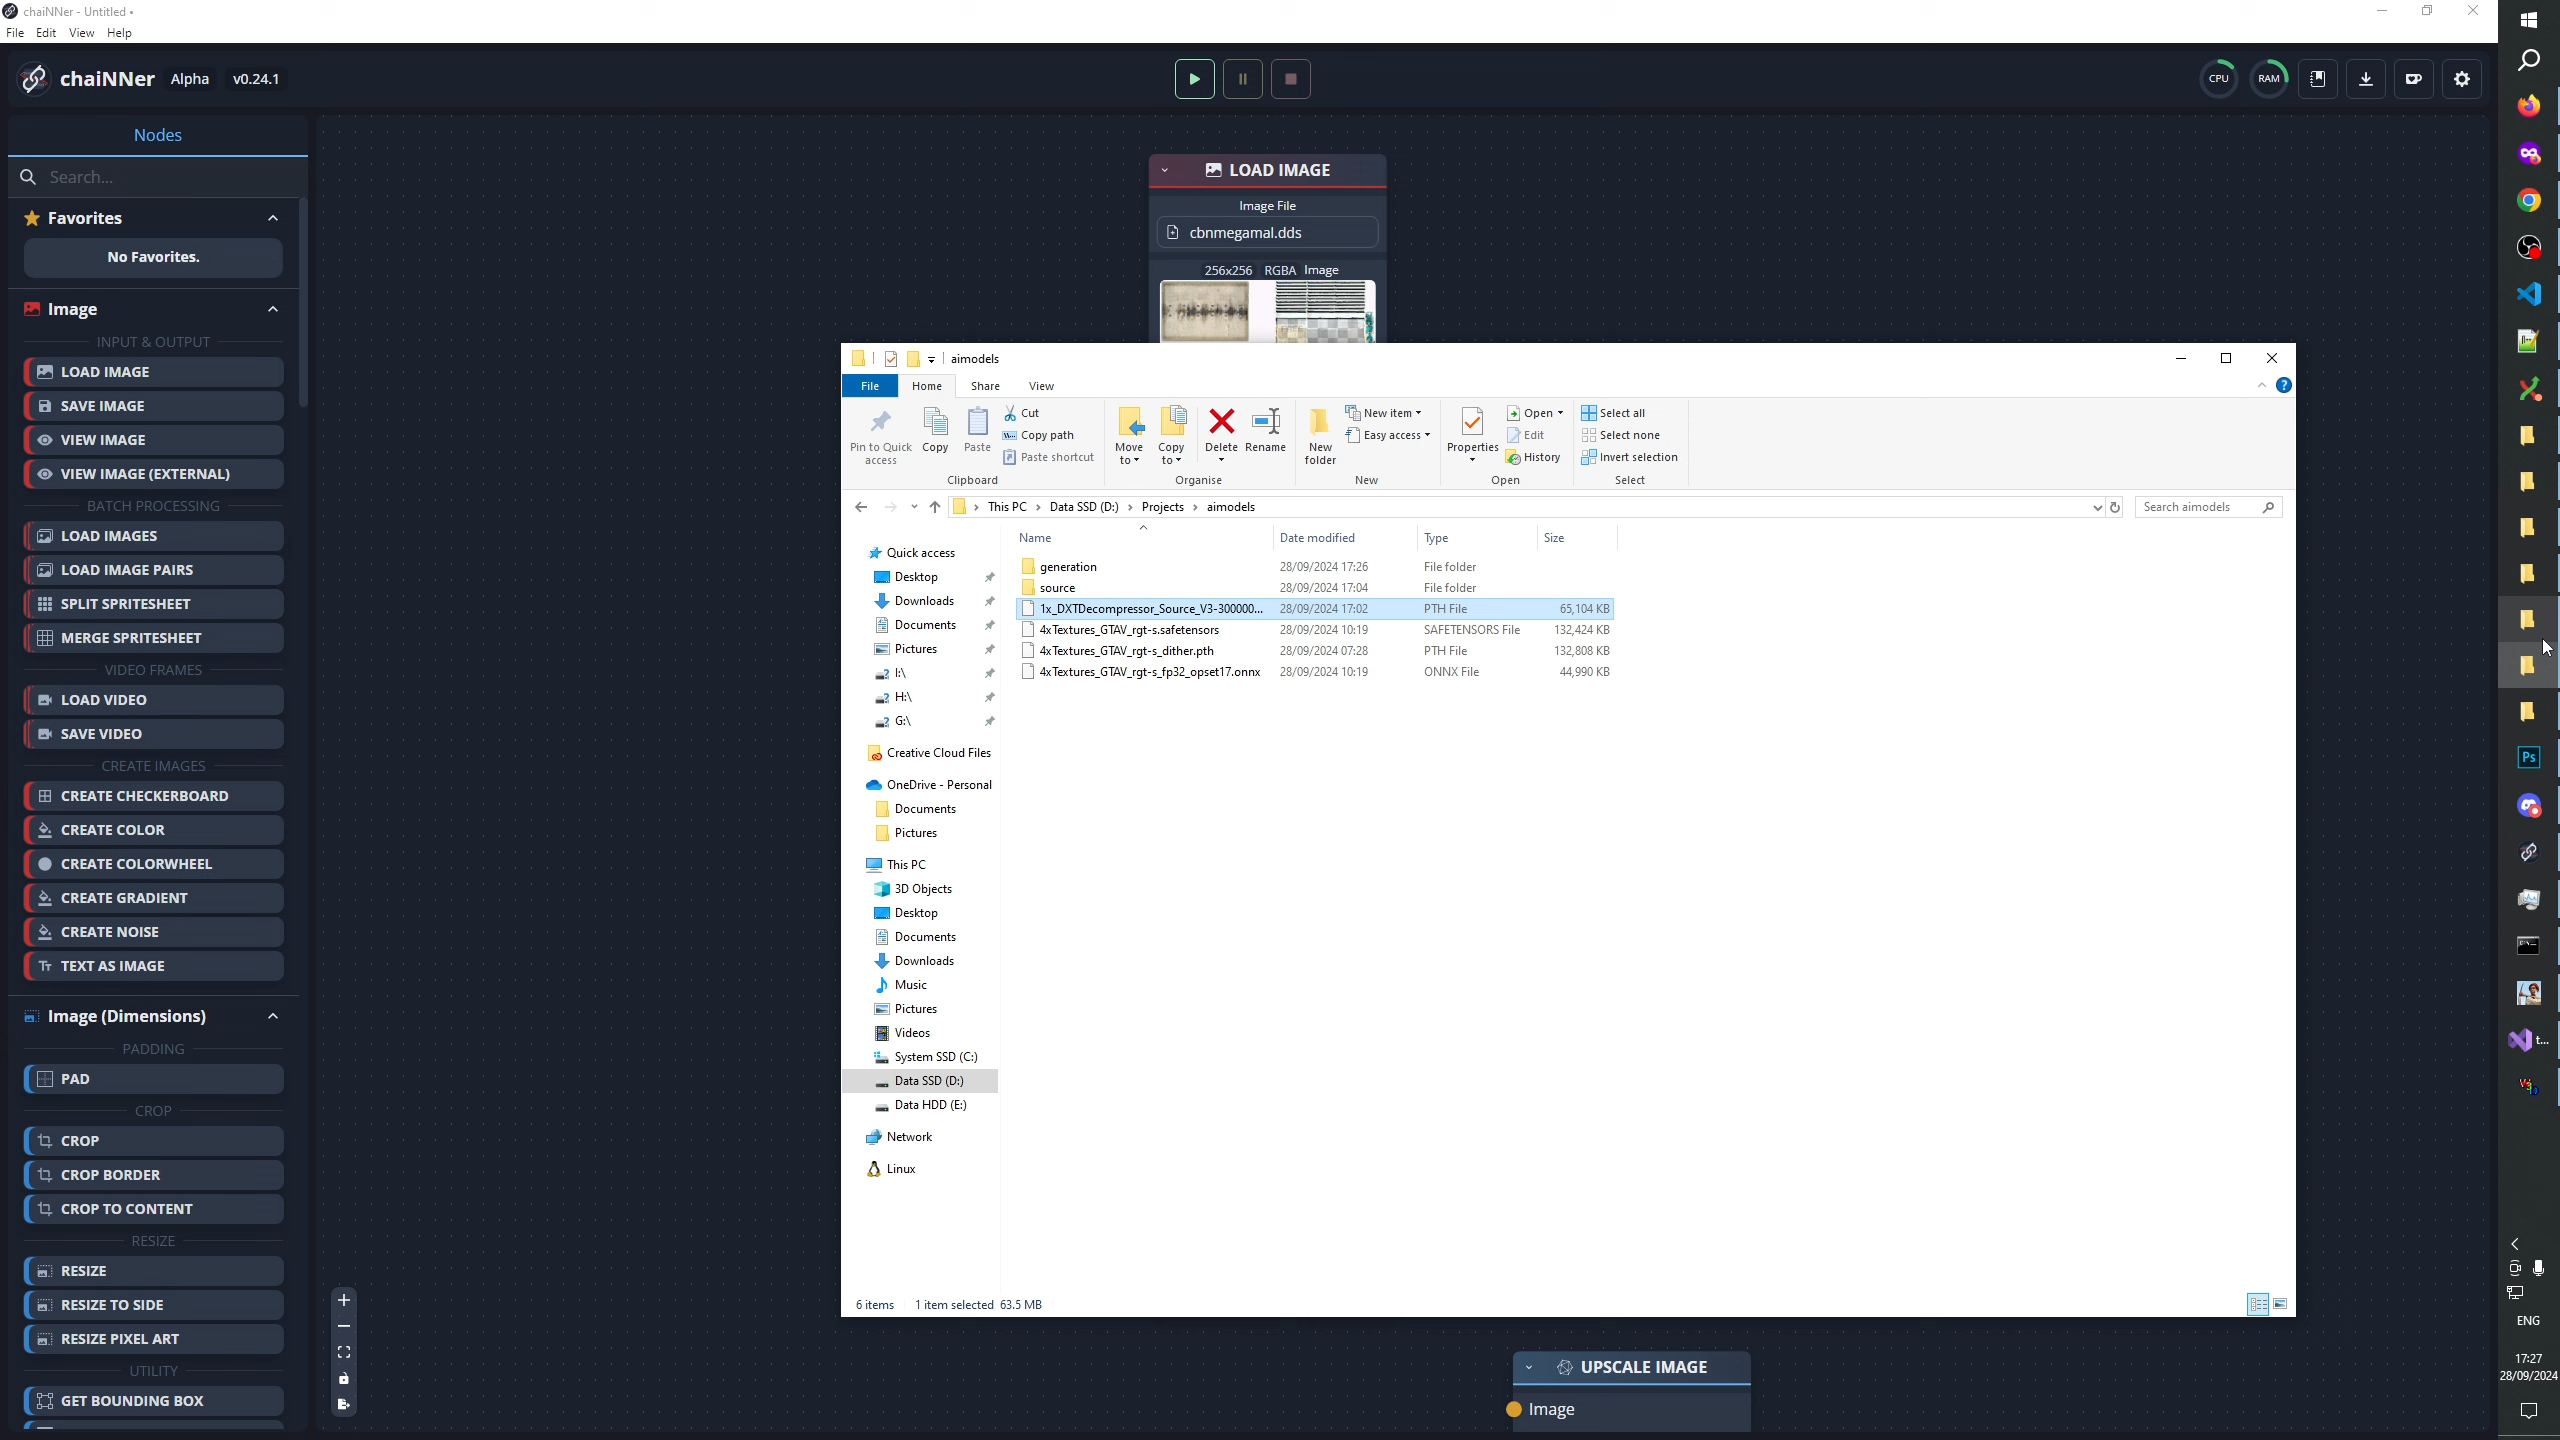 chaiNNer - Untitled •
File Edit View Help
chaiNNer Alpha v0.24.1
CPU RAM
Nodes
Search...
Favorites
No Favorites.
Image
INPUT & OUTPUT
LOAD IMAGE
SAVE IMAGE
VIEW IMAGE
VIEW IMAGE (EXTERNAL)
BATCH PROCESSING
LOAD IMAGES
LOAD IMAGE PAIRS
SPLIT SPRITESHEET
MERGE SPRITESHEET
VIDEO FRAMES
LOAD VIDEO
SAVE VIDEO
CREATE IMAGES
CREATE CHECKERBOARD
CREATE COLOR
CREATE COLORWHEEL
CREATE GRADIENT
CREATE NOISE
TEXT AS IMAGE
Image (Dimensions)
PADDING
PAD
CROP
CROP
CROP BORDER
CROP TO CONTENT
RESIZE
RESIZE
RESIZE TO SIDE
RESIZE PIXEL ART
UTILITY
GET BOUNDING BOX
LOAD IMAGE
Image File
cbnmegamal.dds
256x256 RGBA Image
aimodels
File Home Share View
Pin to Quick access
Copy
Paste
Cut
Copy path
Paste shortcut
Clipboard
Move to
Copy to
Delete
Rename
Organise
New folder
New item
Easy access
New
Properties
Open
Edit
History
Open
Select all
Select none
Invert selection
Select
This PC > Data SSD (D:) > Projects > aimodels
Search aimodels
Quick access
Desktop
Downloads
Documents
Pictures
I:\
H:\
G:\
Creative Cloud Files
OneDrive - Personal
Documents
Pictures
This PC
3D Objects
Desktop
Documents
Downloads
Music
Pictures
Videos
System SSD (C:)
Data SSD (D:)
Data HDD (E:)
Network
Linux
Name Date modified Type Size
generation 28/09/2024 17:26 File folder
source 28/09/2024 17:04 File folder
1x_DXTDecompressor_Source_V3-300000... 28/09/2024 17:02 PTH File 65,104 KB
4xTextures_GTAV_rgt-s.safetensors 28/09/2024 10:19 SAFETENSORS File 132,424 KB
4xTextures_GTAV_rgt-s_dither.pth 28/09/2024 07:28 PTH File 132,808 KB
4xTextures_GTAV_rgt-s_fp32_opset17.onnx 28/09/2024 10:19 ONNX File 44,990 KB
6 items 1 item selected 63.5 MB
UPSCALE IMAGE
Image
Ps
t...
ENG
17:27
28/09/2024